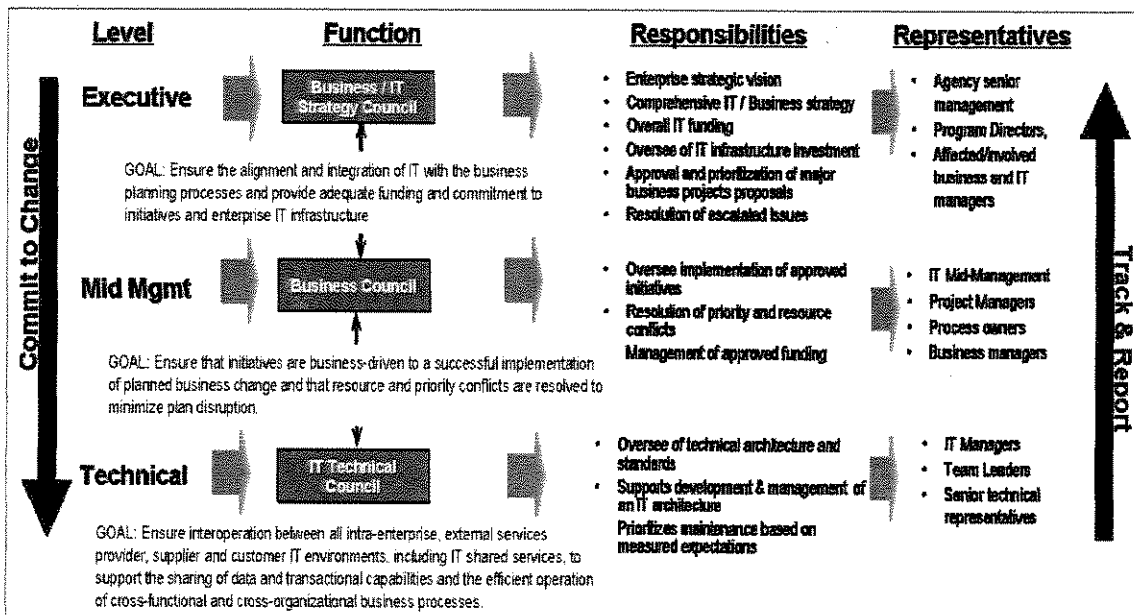 Level
Function
Responsibilities
Representatives
Commit to Change
Executive
Business / IT
Strategy Council
• Enterprise strategic vision
• Comprehensive IT / Business strategy
• Overall IT funding
• Oversee of IT infrastructure investment
• Approval and prioritization of major
business projects proposals
• Resolution of escalated issues
• Agency senior
management
• Program Directors,
• Affected/involved
business and IT
managers
GOAL: Ensure the alignment and integration of IT with the business
planning processes and provide adequate funding and commitment to
initiatives and enterprise IT infrastructure
Mid Mgmt
Business Council
• Oversee implementation of approved
initiatives
• Resolution of priority and resource
conflicts
Management of approved funding
• IT Mid-Management
• Project Managers
• Process owners
• Business managers
GOAL: Ensure that initiatives are business-driven to a successful implementation
of planned business change and that resource and priority conflicts are resolved to
minimize plan disruption.
Technical
IT Technical
Council
• Oversee of technical architecture and
standards
• Supports development & management of
an IT architecture
Prioritizes maintenance based on
measured expectations
• IT Managers
• Team Leaders
• Senior technical
representatives
GOAL: Ensure interoperation between all intra-enterprise, external services
provider, supplier and customer IT environments, including IT shared services, to
support the sharing of data and transactional capabilities and the efficient operation
of cross-functional and cross-organizational business processes.
Track & Report